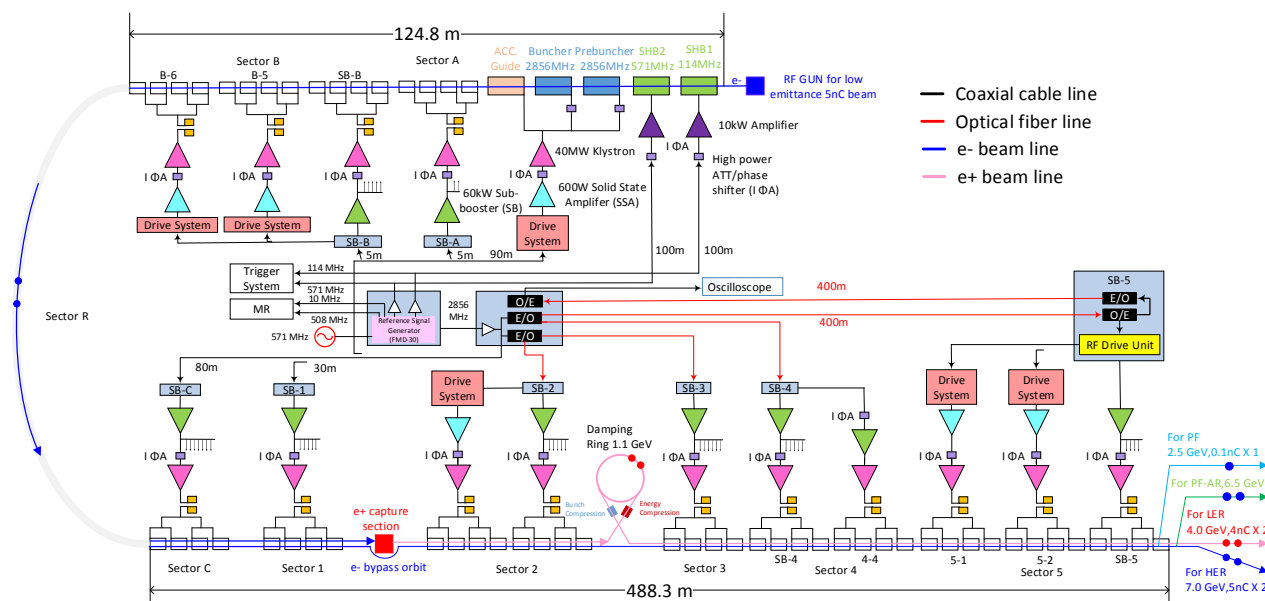 124.8 m
Sector B
B-6
B-5
SB-B
Sector A
ACC.
Guide
Buncher
2856MHz
Prebuncher
2856MHz
SHB2
571MHz
SHB1
114MHz
e-
RF GUN for low
emittance 5nC beam
Coaxial cable line
Optical fiber line
e- beam line
e+ beam line
10kW Amplifier
I ΦA
I ΦA
High power
ATT/phase
shifter (I ΦA)
40MW Klystron
I ΦA
I ΦA
I ΦA
I ΦA
I ΦA
60kW Sub-
booster (SB)
600W Solid State
Amplifer (SSA)
Drive System
Drive System
SB-B
SB-A
Drive
System
5m
5m
90m
100m
100m
Sector R
Trigger
System
114 MHz
571 MHz
10 MHz
MR
508 MHz
571 MHz
Reference Signal
Generator
(FMD-30)
2856
MHz
O/E
E/O
E/O
Oscilloscope
400m
400m
SB-5
E/O
O/E
RF Drive Unit
80m
30m
SB-C
SB-1
Drive
System
SB-2
SB-3
SB-4
Drive
System
Drive
System
I ΦA
I ΦA
I ΦA
I ΦA
I ΦA
I ΦA
I ΦA
I ΦA
I ΦA
I ΦA
I ΦA
Damping
Ring 1.1 GeV
Bunch
Compression
Energy
Compression
e+ capture
section
e- bypass orbit
For PF
2.5 GeV,0.1nC X 1
For PF-AR,6.5 GeV
For LER
4.0 GeV,4nC X 2
For HER
7.0 GeV,5nC X 2
Sector C
Sector 1
Sector 2
Sector 3
SB-4
Sector 4
4-4
5-1
5-2
Sector 5
SB-5
488.3 m